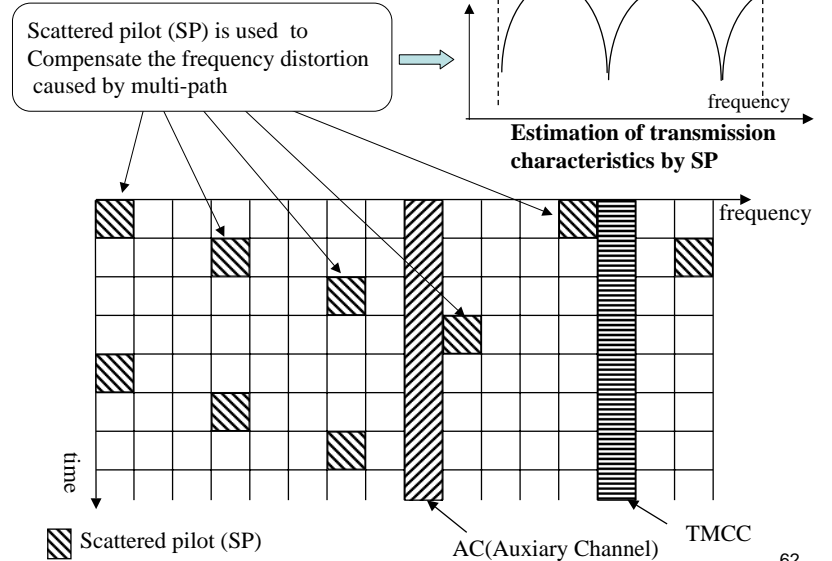 Scattered pilot (SP) is used to
Compensate the frequency distortion
caused by multi-path
frequency
Estimation of transmission
characteristics by SP
frequency
time
Scattered pilot (SP)
AC(Auxiary Channel)
TMCC
62